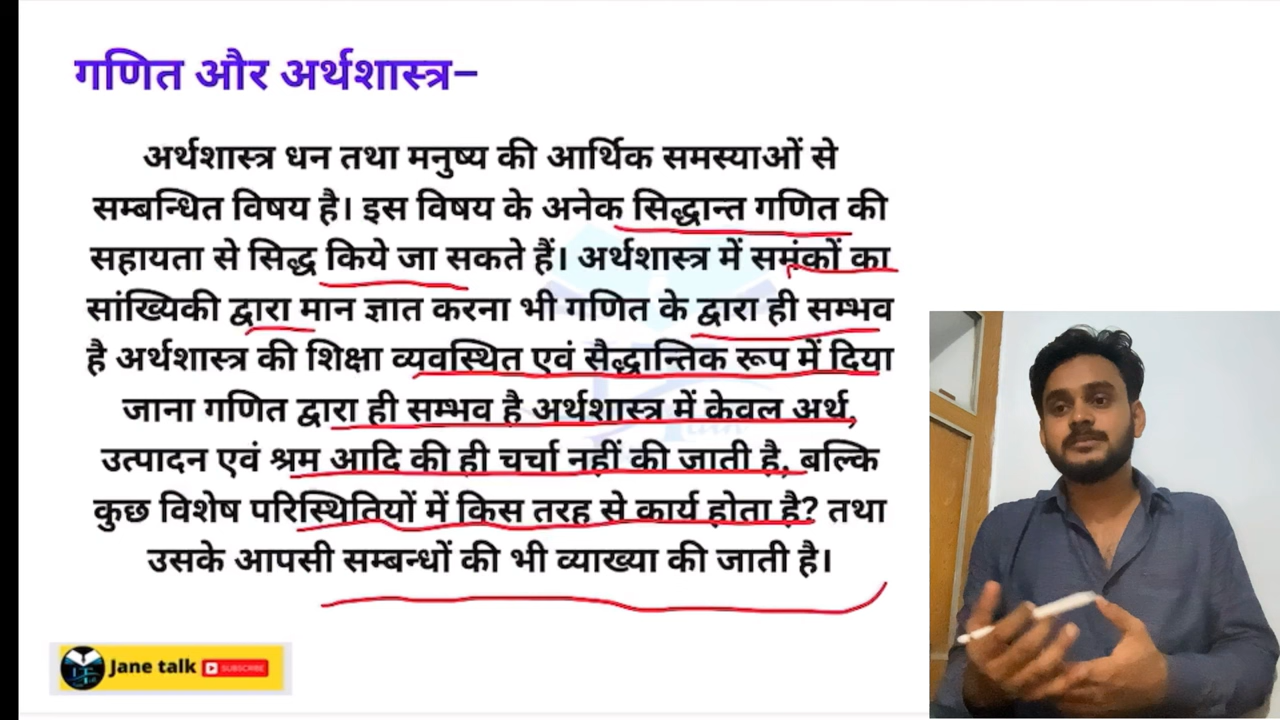 गणित और अर्थशास्त्र–
अर्थशास्त्र धन तथा मनुष्य की आर्थिक समस्याओं से
सम्बन्धित विषय है। इस विषय के अनेक सिद्धान्त गणित की
सहायता से सिद्ध किये जा सकते हैं। अर्थशास्त्र में समंकों का
सांख्यिकी द्वारा मान ज्ञात करना भी गणित के द्वारा ही सम्भव
है अर्थशास्त्र की शिक्षा व्यवस्थित एवं सैद्धान्तिक रूप में दिया
जाना गणित द्वारा ही सम्भव है अर्थशास्त्र में केवल अर्थ,
उत्पादन एवं श्रम आदि की ही चर्चा नहीं की जाती है, बल्कि
कुछ विशेष परिस्थितियों में किस तरह से कार्य होता है? तथा
उसके आपसी सम्बन्धों की भी व्याख्या की जाती है।
Jane talk SUBSCRIBE